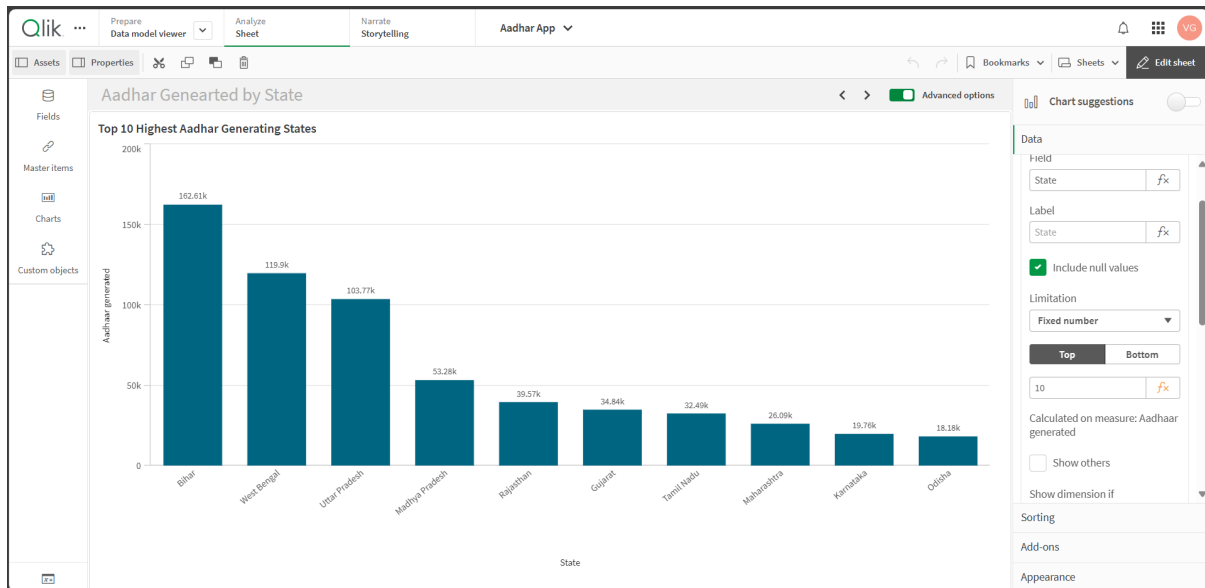 Qlik
Prepare
Data model viewer
Analyze
Sheet
Narrate
Storytelling
Aadhar App
VG
Assets
Properties
Bookmarks
Sheets
Edit sheet
Fields
Master items
Charts
Custom objects
Aadhar Genearted by State
Advanced options
Top 10 Highest Aadhar Generating States
200k
150k
100k
50k
0
Aadhaar generated
162.61k
119.9k
103.77k
53.28k
39.57k
34.84k
32.49k
26.09k
19.76k
18.18k
Bihar
West Bengal
Uttar Pradesh
Madhya Pradesh
Rajasthan
Gujarat
Tamil Nadu
Maharashtra
Karnataka
Odisha
State
Chart suggestions
Data
Field
State
fx
Label
State
fx
Include null values
Limitation
Fixed number
Top
Bottom
10
fx
Calculated on measure: Aadhaar
generated
Show others
Show dimension if
Sorting
Add-ons
Appearance